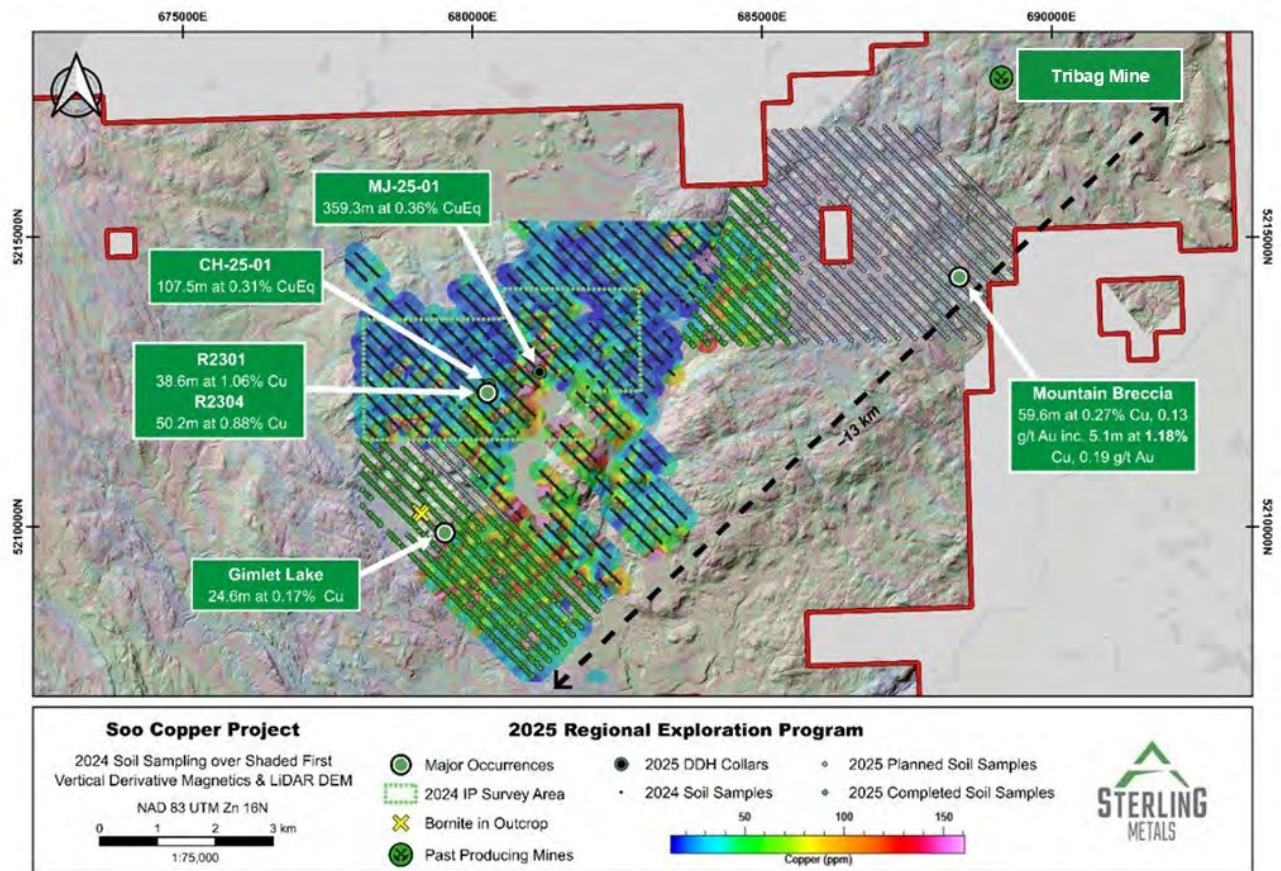 675000E
680000E
685000E
690000E
Tribag Mine
MJ-25-01
359.3m at 0.36% CuEq
5215000N
5215000N
CH-25-01
107.5m at 0.31% CuEq
R2301
38.6m at 1.06% Cu
R2304
50.2m at 0.88% Cu
Mountain Breccia
59.6m at 0.27% Cu, 0.13
g/t Au inc. 5.1m at 1.18%
Cu, 0.19 g/t Au
~13 km
5210000N
5210000N
Gimlet Lake
24.6m at 0.17% Cu
Soo Copper Project
2024 Soil Sampling over Shaded First
Vertical Derivative Magnetics & LiDAR DEM
NAD 83 UTM Zn 16N
0 1 2 3 km
1:75,000
2025 Regional Exploration Program
Major Occurrences
2024 IP Survey Area
Bornite in Outcrop
Past Producing Mines
2025 DDH Collars
2024 Soil Samples
2025 Planned Soil Samples
2025 Completed Soil Samples
50 100 150
Copper (ppm)
STERLING
METALS